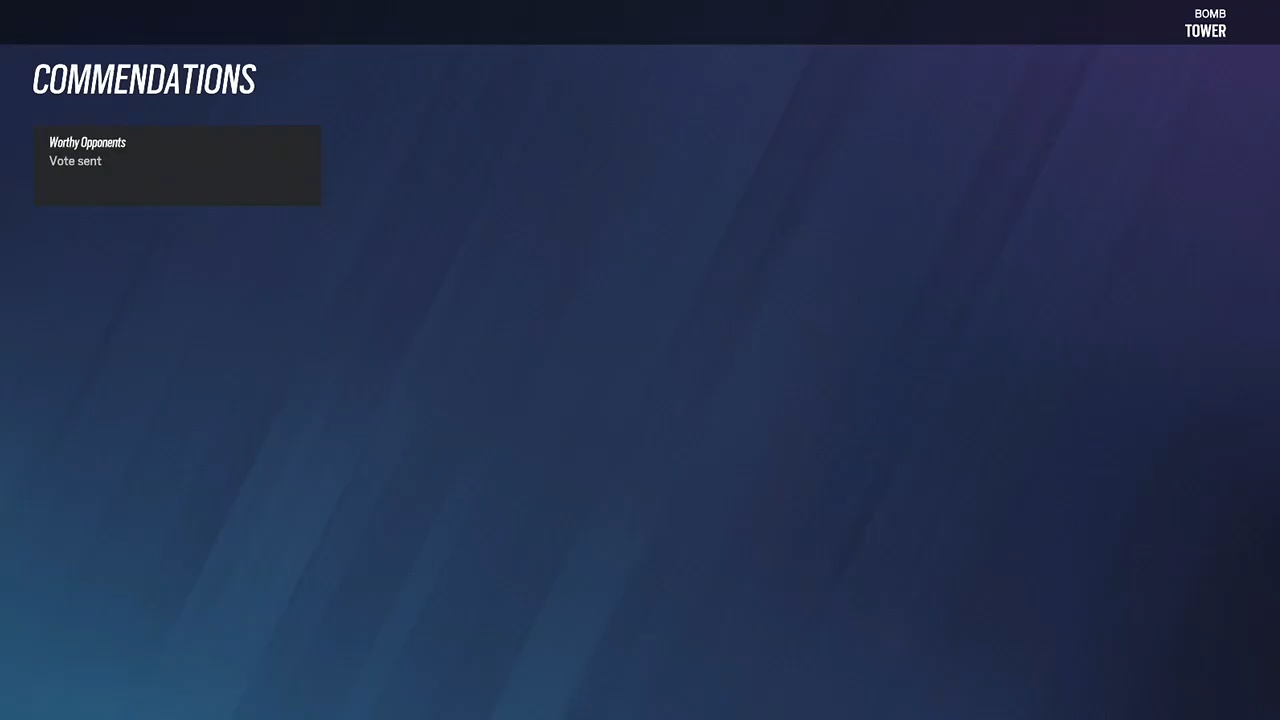 BOMB
TOWER
COMMENDATIONS
Worthy Opponents
Vote sent